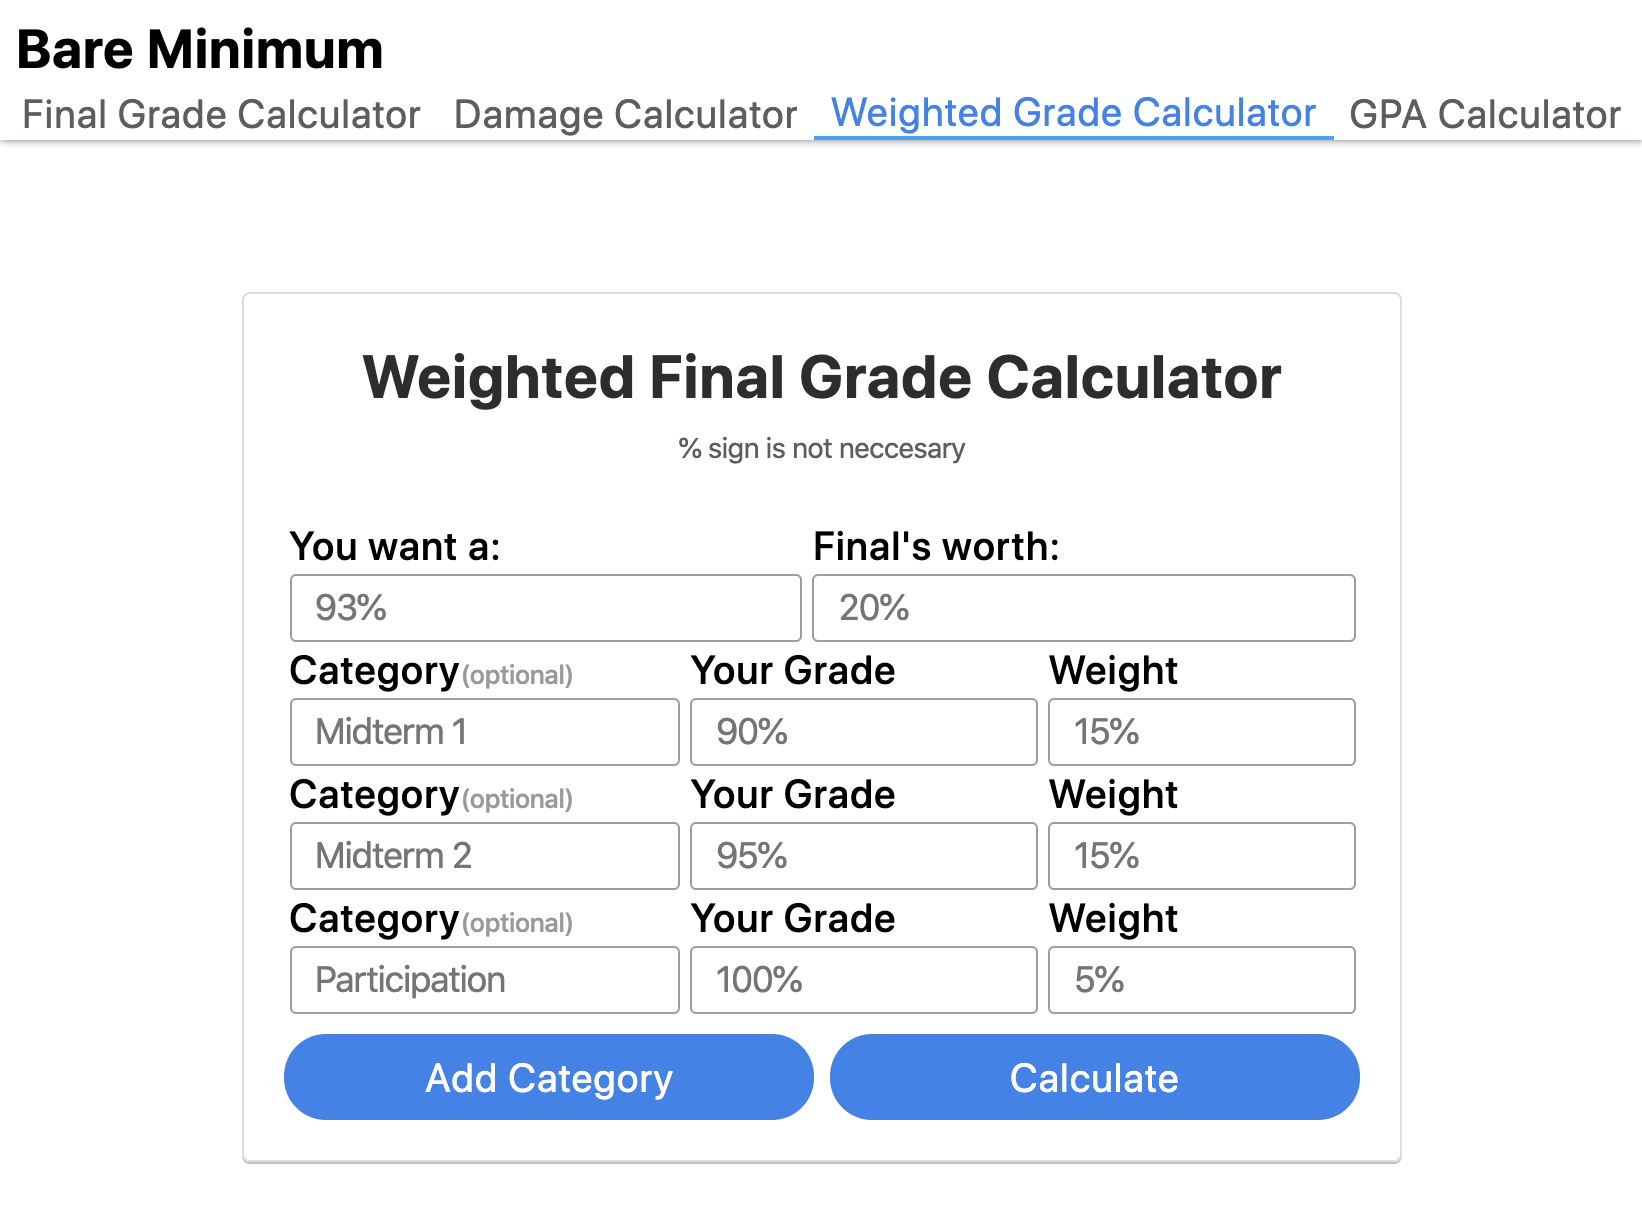 Bare Minimum
Final Grade Calculator Damage Calculator Weighted Grade Calculator GPA Calculator
Weighted Final Grade Calculator
% sign is not neccesary
You want a: Final's worth:
93% 20%
Category(optional) Your Grade Weight
Midterm 1 90% 15%
Category(optional) Your Grade Weight
Midterm 2 95% 15%
Category(optional) Your Grade Weight
Participation 100% 5%
Add Category Calculate